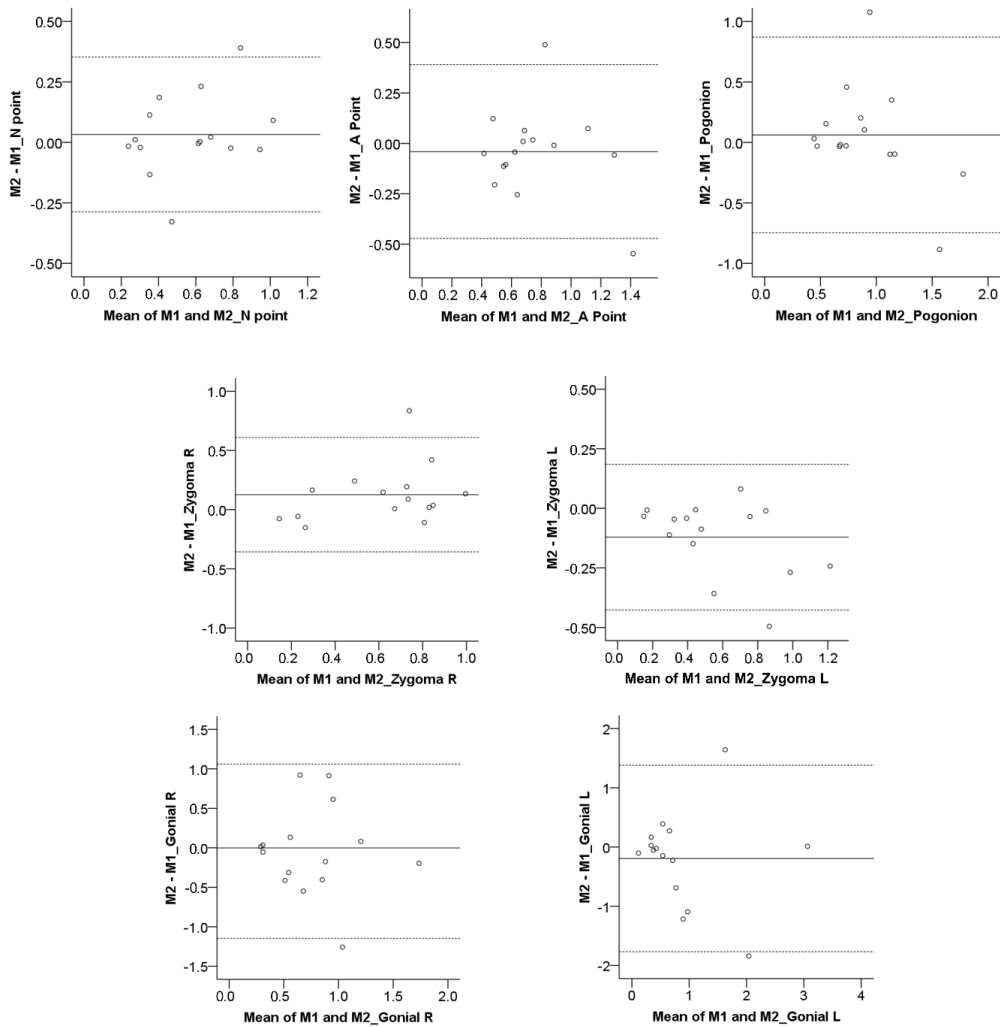 M2 - M1_N point
0.50
0.25
0.00
-0.25
-0.50
0.0 0.2 0.4 0.6 0.8 1.0 1.2
Mean of M1 and M2_N point
M2 - M1_A Point
0.50
0.25
0.00
-0.25
-0.50
0.0 0.2 0.4 0.6 0.8 1.0 1.2 1.4
Mean of M1 and M2_A Point
M2 - M1_Pogonion
1.0
0.5
0.0
-0.5
-1.0
0.0 0.5 1.0 1.5 2.0
Mean of M1 and M2_Pogonion
M2 - M1_Zygoma R
1.0
0.5
0.0
-0.5
-1.0
0.0 0.2 0.4 0.6 0.8 1.0
Mean of M1 and M2_Zygoma R
M2 - M1_Zygoma L
0.50
0.25
0.00
-0.25
-0.50
0.0 0.2 0.4 0.6 0.8 1.0 1.2
Mean of M1 and M2_Zygoma L
M2 - M1_Gonial R
1.5
1.0
0.5
0.0
-0.5
-1.0
-1.5
0.0 0.5 1.0 1.5 2.0
Mean of M1 and M2_Gonial R
M2 - M1_Gonial L
2
1
0
-1
-2
0 1 2 3 4
Mean of M1 and M2_Gonial L